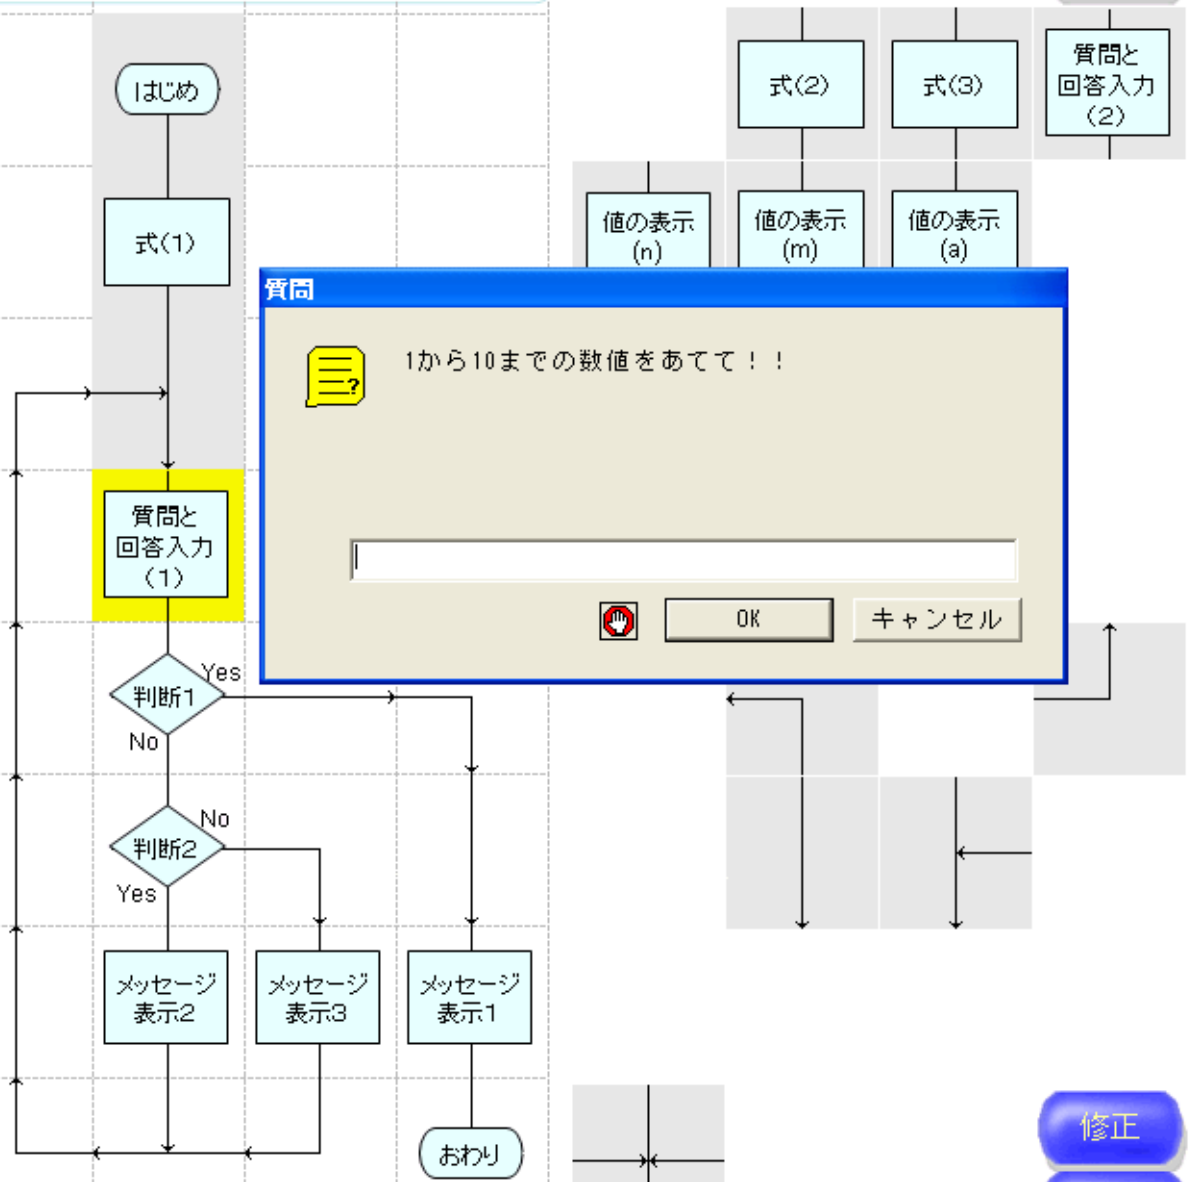 はじめ
式(1)
質問と
回答入力
(1)
Yes
判断1
No
No
判断2
Yes
メッセージ
表示2
メッセージ
表示3
メッセージ
表示1
おわり
式(2)
式(3)
質問と
回答入力
(2)
値の表示
(n)
値の表示
(m)
値の表示
(a)
質問
1から10までの数値をあてて！！
?
OK
キャンセル
修正